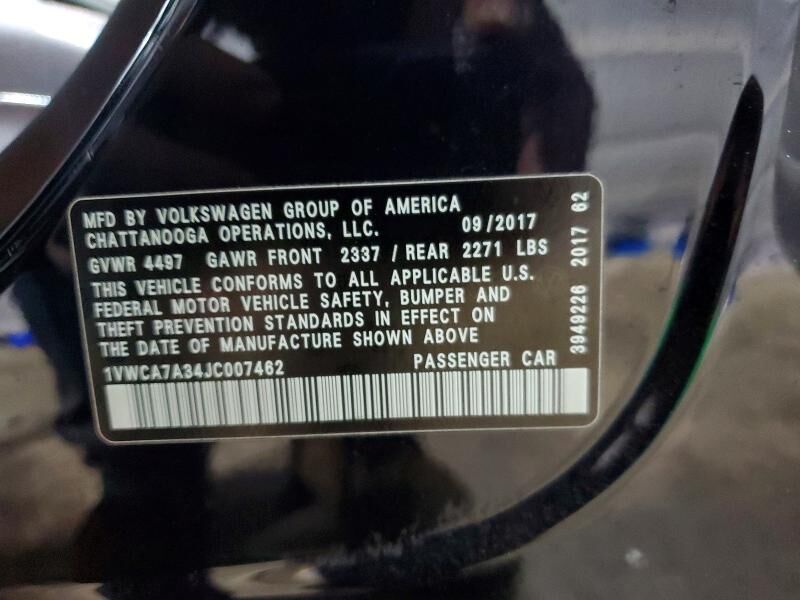 MFD BY VOLKSWAGEN GROUP OF AMERICA
CHATTANOOGA OPERATIONS, LLC. 09/2017
GVWR 4497 GAWR FRONT 2337 / REAR 2271 LBS
THIS VEHICLE CONFORMS TO ALL APPLICABLE U.S.
FEDERAL MOTOR VEHICLE SAFETY, BUMPER AND
THEFT PREVENTION STANDARDS IN EFFECT ON
THE DATE OF MANUFACTURE SHOWN ABOVE
1VWCA7A34JC007462 PASSENGER CAR
3949226 2017 62